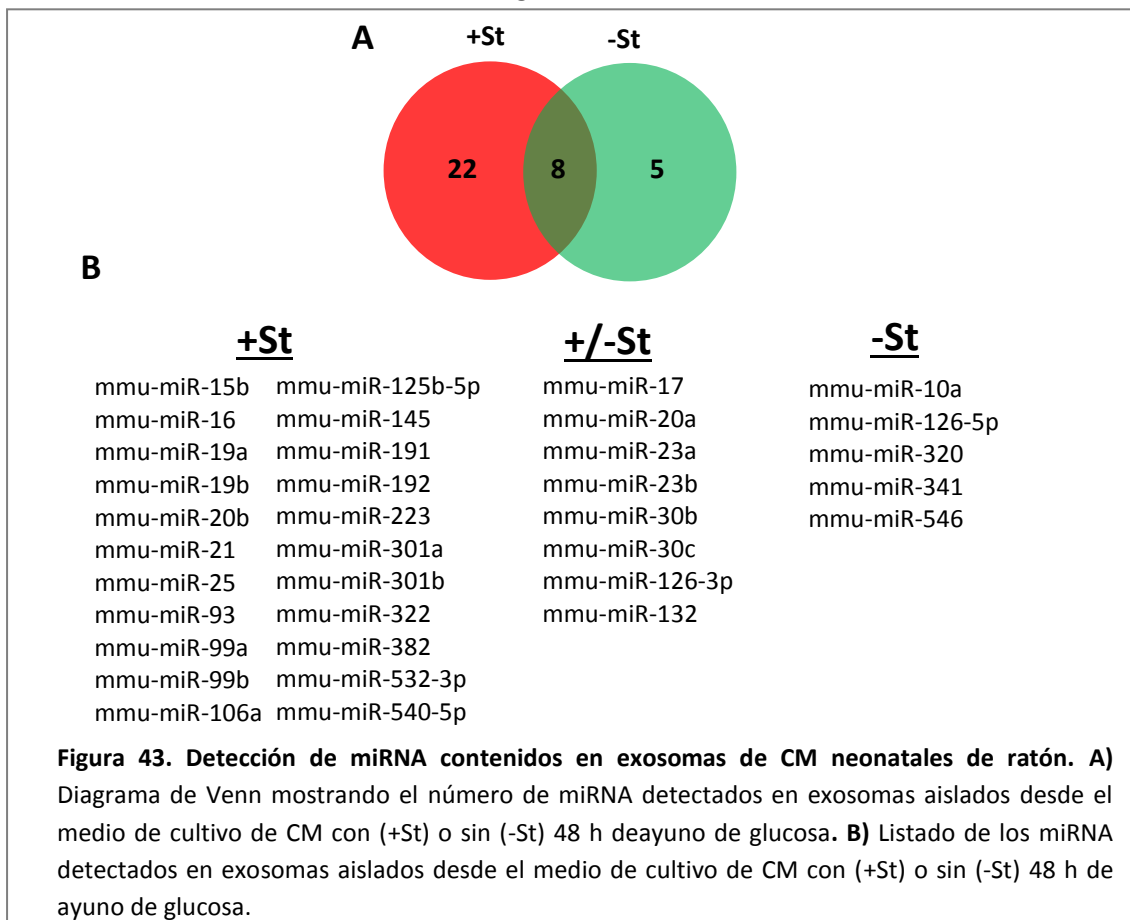 A
+St -St
22 8 5
B
+St +/-St -St
mmu-miR-15b mmu-miR-125b-5p mmu-miR-17 mmu-miR-10a
mmu-miR-16 mmu-miR-145 mmu-miR-20a mmu-miR-126-5p
mmu-miR-19a mmu-miR-191 mmu-miR-23a mmu-miR-320
mmu-miR-19b mmu-miR-192 mmu-miR-23b mmu-miR-341
mmu-miR-20b mmu-miR-223 mmu-miR-30b mmu-miR-546
mmu-miR-21 mmu-miR-301a mmu-miR-30c
mmu-miR-25 mmu-miR-301b mmu-miR-126-3p
mmu-miR-93 mmu-miR-322 mmu-miR-132
mmu-miR-99a mmu-miR-382
mmu-miR-99b mmu-miR-532-3p
mmu-miR-106a mmu-miR-540-5p
Figura 43. Detección de miRNA contenidos en exosomas de CM neonatales de ratón. A)
Diagrama de Venn mostrando el número de miRNA detectados en exosomas aislados desde el
medio de cultivo de CM con (+St) o sin (-St) 48 h deayuno de glucosa. B) Listado de los miRNA
detectados en exosomas aislados desde el medio de cultivo de CM con (+St) o sin (-St) 48 h de
ayuno de glucosa.